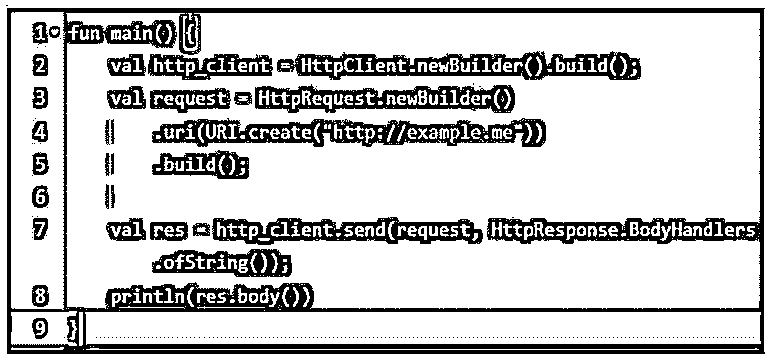 1 fun main() {
2 val http_client = HttpClient.newBuilder().build();
3 val request = HttpRequest.newBuilder()
4 .uri(URI.create("http://example.me"))
5 .build();
6
7 val res = http_client.send(request, HttpResponse.BodyHandlers
.ofString());
8 println(res.body())
9 }